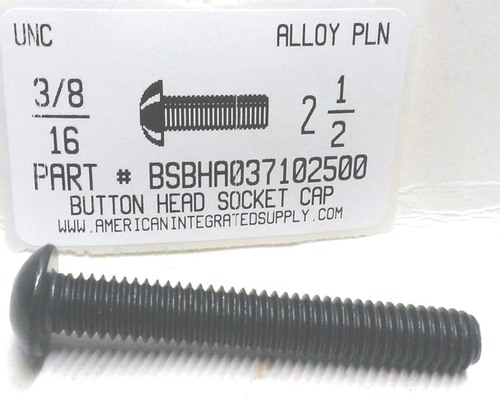 UNC ALLOY PLN
3/8 2 1
16 2
PART # BSBHA037102500
BUTTON HEAD SOCKET CAP
WWW.AMERICANINTEGRATEDSUPPLY.COM